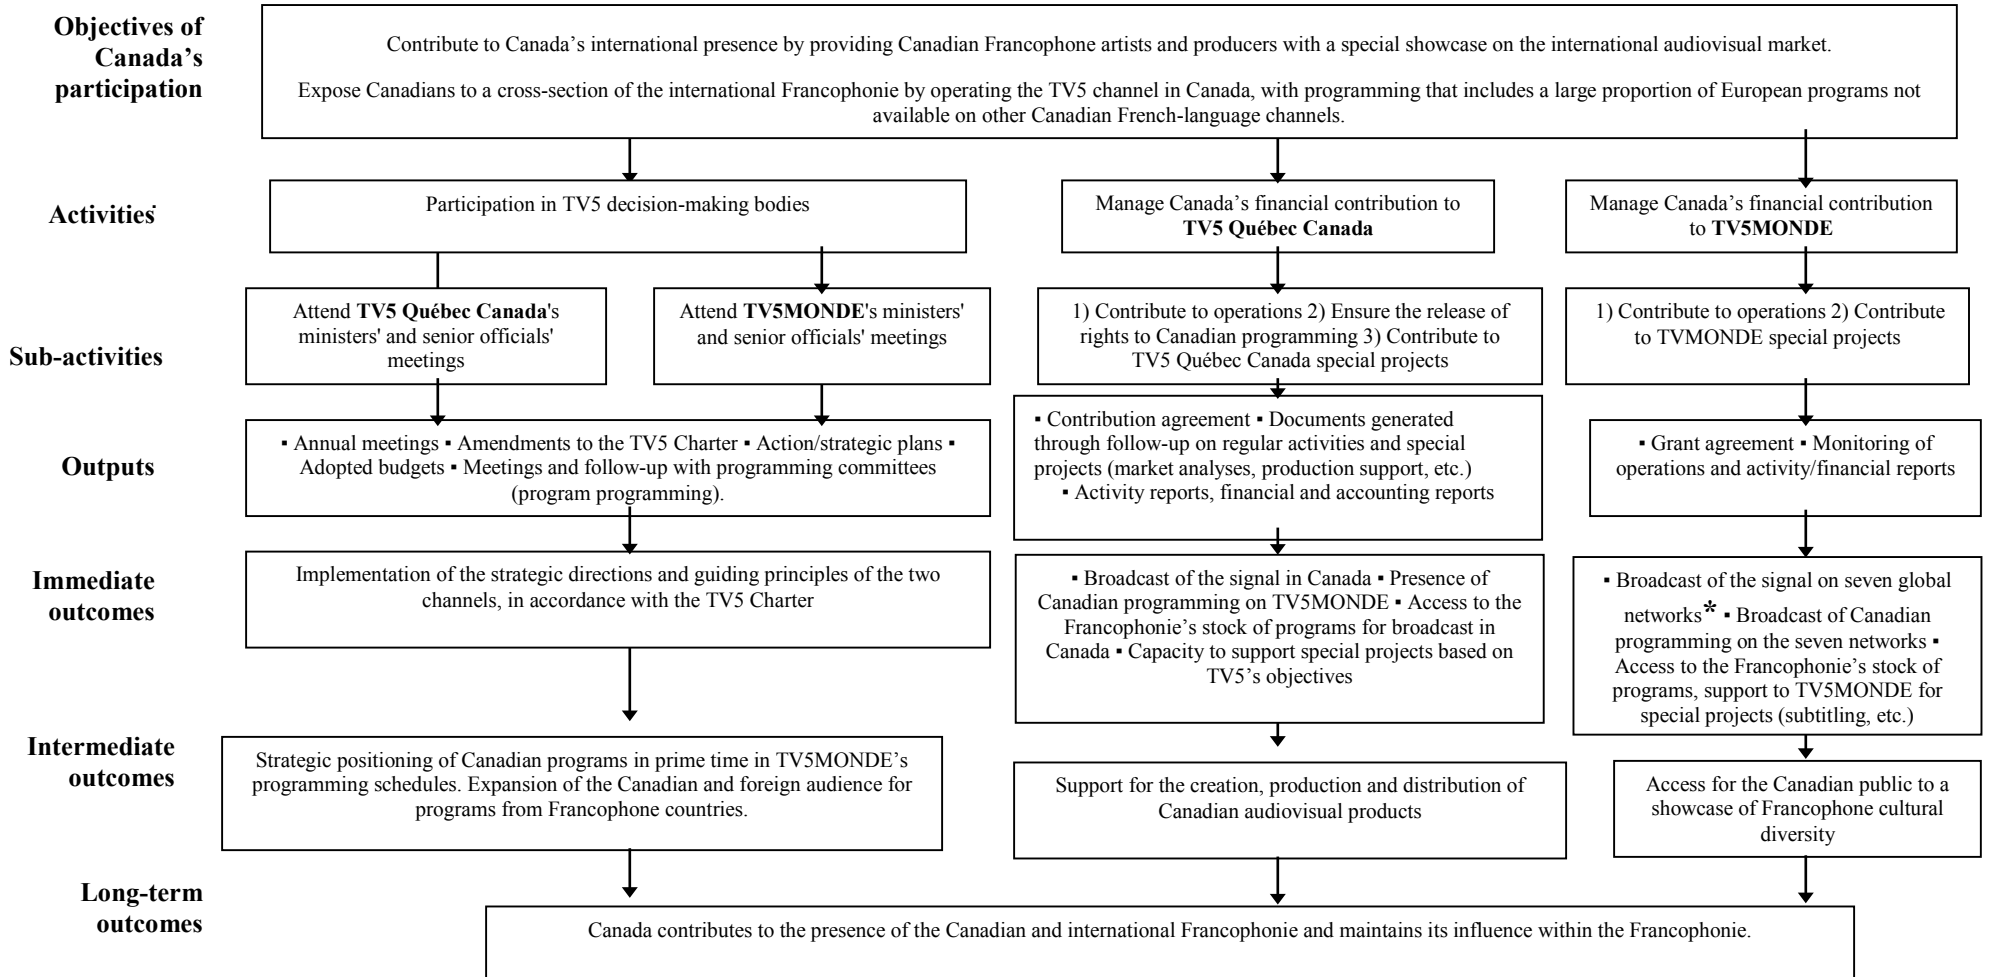 Objectives of
Canada’s
participation
Contribute to Canada’s international presence by providing Canadian Francophone artists and producers with a special showcase on the international audiovisual market.
Expose Canadians to a cross-section of the international Francophonie by operating the TV5 channel in Canada, with programming that includes a large proportion of European programs not
available on other Canadian French-language channels.
Activities
Participation in TV5 decision-making bodies
Manage Canada’s financial contribution to
TV5 Québec Canada
Manage Canada’s financial contribution
to TV5MONDE
Sub-activities
Attend TV5 Québec Canada's
ministers' and senior officials'
meetings
Attend TV5MONDE's ministers'
and senior officials' meetings
1) Contribute to operations 2) Ensure the release of
rights to Canadian programming 3) Contribute to
TV5 Québec Canada special projects
1) Contribute to operations 2) Contribute
to TVMONDE special projects
Outputs
▪ Annual meetings ▪ Amendments to the TV5 Charter ▪ Action/strategic plans ▪
Adopted budgets ▪ Meetings and follow-up with programming committees
(program programming).
▪ Contribution agreement ▪ Documents generated
through follow-up on regular activities and special
projects (market analyses, production support, etc.)
▪ Activity reports, financial and accounting reports
▪ Grant agreement ▪ Monitoring of
operations and activity/financial reports
Immediate
outcomes
Implementation of the strategic directions and guiding principles of the two
channels, in accordance with the TV5 Charter
▪ Broadcast of the signal in Canada ▪ Presence of
Canadian programming on TV5MONDE ▪ Access to the
Francophonie’s stock of programs for broadcast in
Canada ▪ Capacity to support special projects based on
TV5’s objectives
▪ Broadcast of the signal on seven global
networks* ▪ Broadcast of Canadian
programming on the seven networks ▪
Access to the Francophonie’s stock of
programs, support to TV5MONDE for
special projects (subtitling, etc.)
Intermediate
outcomes
Strategic positioning of Canadian programs in prime time in TV5MONDE’s
programming schedules. Expansion of the Canadian and foreign audience for
programs from Francophone countries.
Support for the creation, production and distribution of
Canadian audiovisual products
Access for the Canadian public to a
showcase of Francophone cultural
diversity
Long-term
outcomes
Canada contributes to the presence of the Canadian and international Francophonie and maintains its influence within the Francophonie.